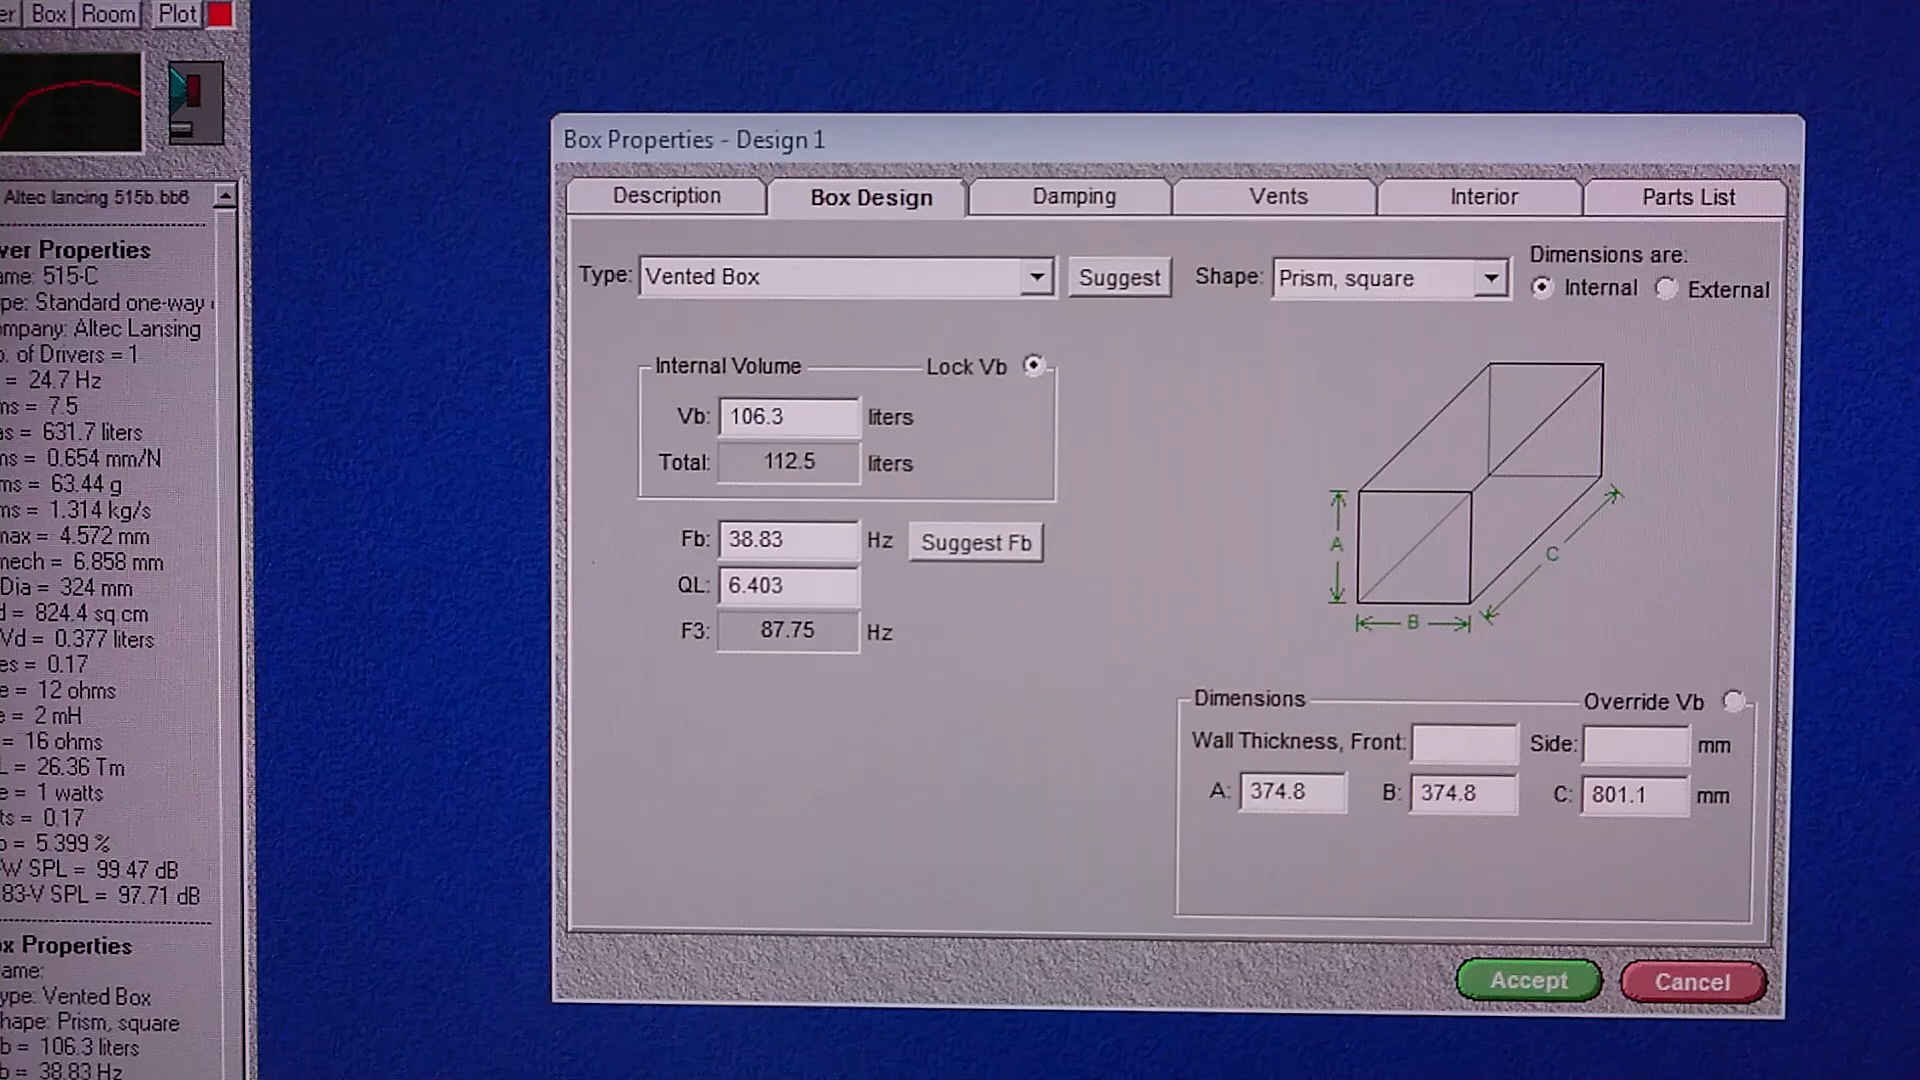 er Box Room Plot
Altec lancing 515b.bb6
ver Properties
ame: 515-C
pe: Standard one-way
ompany: Altec Lansing
o. of Drivers = 1
= 24.7 Hz
ms = 7.5
as = 631.7 liters
ms = 0.654 mm/N
ms = 63.44 g
ms = 1.314 kg/s
max = 4.572 mm
mech = 6.858 mm
Dia = 324 mm
d = 824.4 sq.cm
Vd = 0.377 liters
es = 0.17
e = 12 ohms
e = 2 mH
= 16 ohms
L = 26.36 Tm
e = 1 watts
ts = 0.17
o = 5.399 %
-W SPL = 99.47 dB
83-V SPL = 97.71 dB
ox Properties
ame:
ype: Vented Box
hape: Prism, square
b = 106.3 liters
b = 38.83 Hz
Box Properties - Design 1
Description Box Design Damping Vents Interior Parts List
Type: Vented Box Suggest Shape: Prism, square
Dimensions are:
Internal External
Internal Volume Lock Vb
Vb: 106.3 liters
Total: 112.5 liters
Fb: 38.83 Hz Suggest Fb
QL: 6.403
F3: 87.75 Hz
A
B
C
Dimensions Override Vb
Wall Thickness, Front: Side: mm
A: 374.8 B: 374.8 C: 801.1 mm
Accept Cancel